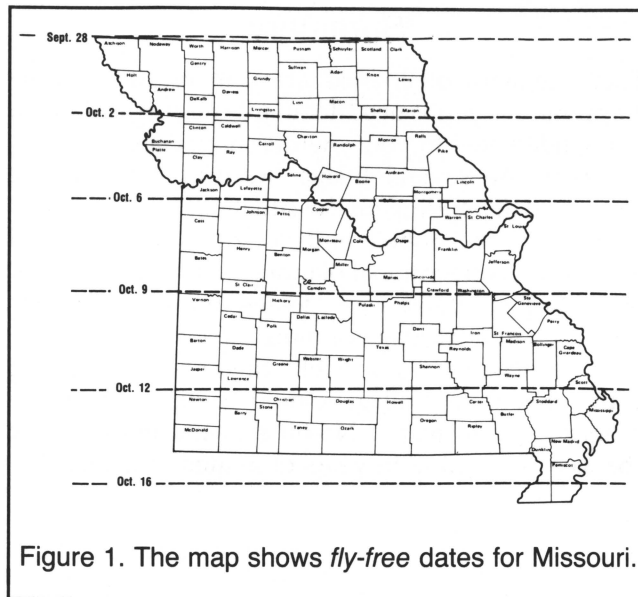 Sept. 28
Atchison Nodaway Worth Harrison Mercer Putnam Schuyler Scotland Clark
Gentry Sullivan Adair Knox
Holt Andrew Daviess Grundy Lewis
DeKalb Livingston Linn Macon Shelby Marion
Oct. 2
Clinton Caldwell Chariton Randolph Monroe Ralls
Buchanan Carroll Pike
Platte Clay Ray Audrain
Saline Howard Boone Lincoln
Jackson Lafayette Montgomery
Oct. 6
Johnson Pettis Cooper Warren St. Charles
Cass Moniteau Cole Osage St. Louis
Henry Benton Morgan Franklin
Bates Miller Jefferson
St. Clair Camden Maries Crawford Washington
Oct. 9
Vernon Hickory Pulaski Phelps Ste. Genevieve
Cedar Polk Dallas Laclede Dent Iron St. Francois Perry
Barton Dade Texas Reynolds Madison Bollinger Cape Girardeau
Jasper Greene Webster Wright Shannon Wayne
Lawrence Scott
Oct. 12
Newton Christian Douglas Howell Carter Stoddard Mississippi
Barry Stone Oregon Ripley Butler
McDonald Taney Ozark New Madrid
Dunklin
Pemiscot
Oct. 16
Figure 1. The map shows fly-free dates for Missouri.